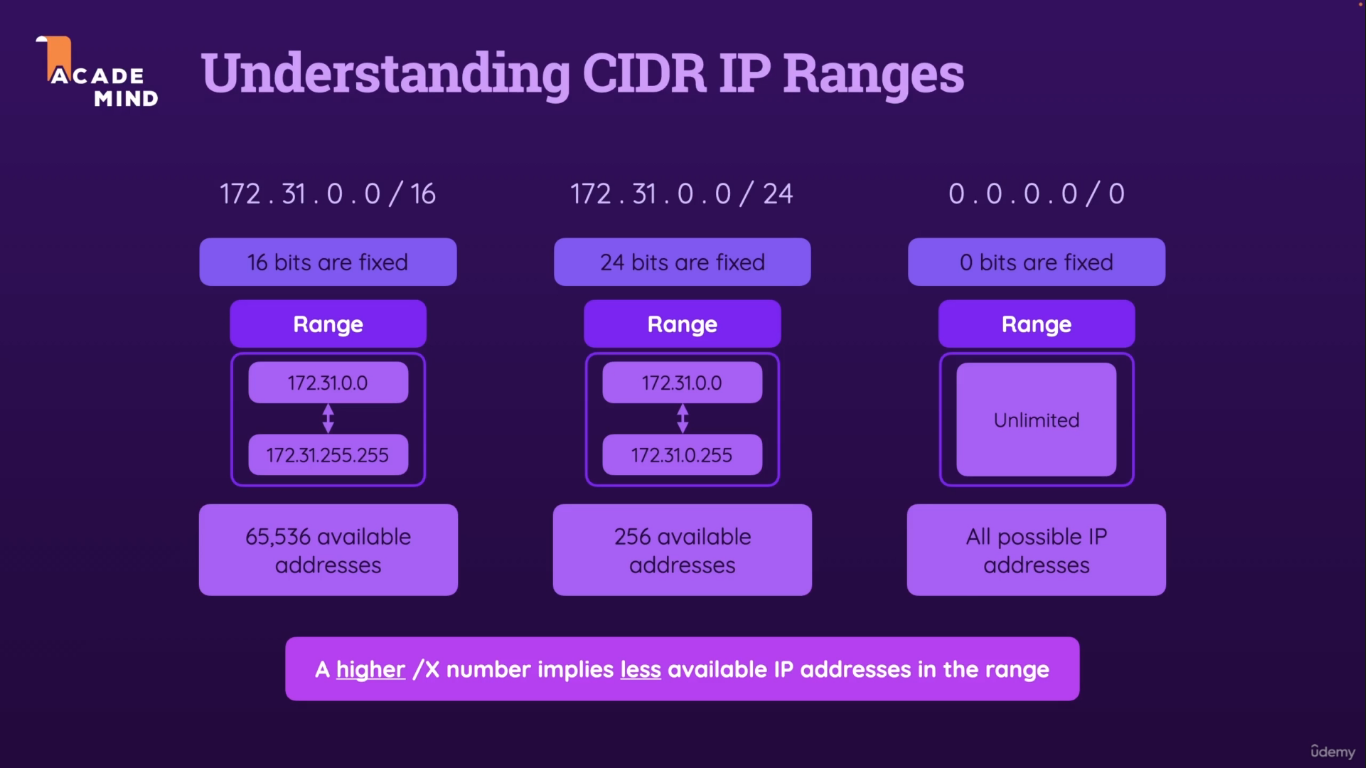 ACADE
MIND
Understanding CIDR IP Ranges
172 . 31 . 0 . 0 / 16
16 bits are fixed
Range
172.31.0.0
172.31.255.255
65,536 available
addresses
172 . 31 . 0 . 0 / 24
24 bits are fixed
Range
172.31.0.0
172.31.0.255
256 available
addresses
0 . 0 . 0 . 0 / 0
0 bits are fixed
Range
Unlimited
All possible IP
addresses
A higher /X number implies less available IP addresses in the range
ûdemy